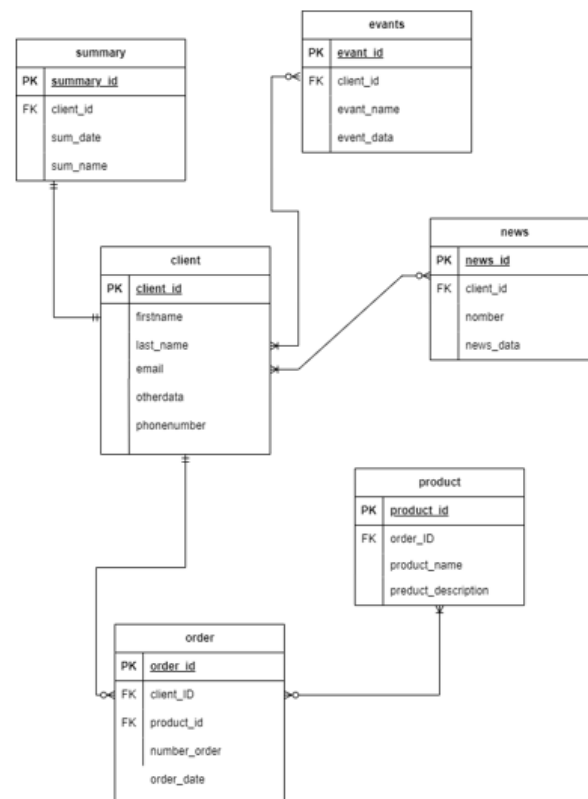 summary
PK summary_id
FK client_id
sum_date
sum_name
evants
PK evant_id
FK client_id
evant_name
event_data
client
PK client_id
firstname
last_name
email
otherdata
phonenumber
news
PK news_id
FK client_id
nomber
news_data
product
PK product_id
FK order_ID
product_name
preduct_description
order
PK order_id
FK client_ID
FK product_id
number_order
order_date